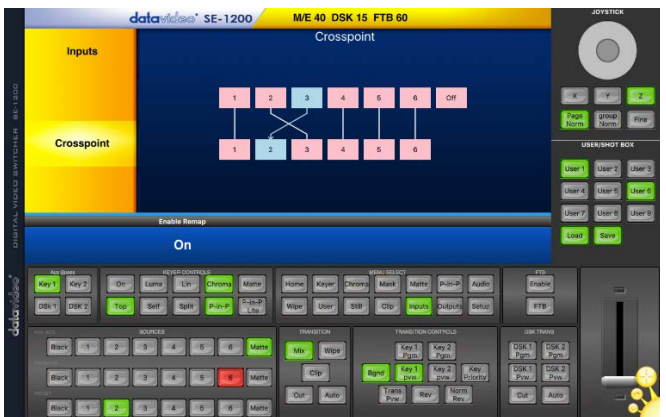 datavideo SE-1200
M/E 40 DSK 15 FTB 60
JOYSTICK
Inputs
Crosspoint
1 2 3 4 5 6 Off
1 2 3 4 5 6
Crosspoint
Enable Remap
On
X Y Z
Page Norm group Norm Fine
USER/SHOT BOX
User 1 User 2 User 3
User 4 User 5 User 6
User 7 User 8 User 9
Load Save
DIGITAL VIDEO SWITCHER SE-1200
datavideo
Aux Buses
Key 1 Key 2
DSK 1 DSK 2
KEYER CONTROLS
On Luma Lin Chroma Matte
Top Self Split P-in-P P-in-P Lite
MENU SELECT
Home Keyer Chroma Mask Matte P-in-P Audio
Wipe User Still Clip Inputs Outputs Setup
FTB
Enable
FTB
SOURCES
Black 1 2 3 4 5 6 Matte
Black 1 2 3 4 5 6 Matte
Black 1 2 3 4 5 6 Matte
TRANSITION
Mix Wipe
Clip
Cut Auto
TRANSITION CONTROLS
Key 1 Pgm. Key 2 Pgm.
Bgnd Key 1 pvw. Key 2 pvw. Key Priority
Trans Pvw. Rev Norm Rev.
DSK TRANS
DSK 1 Pgm. DSK 2 Pgm.
DSK 1 Pvw. DSK 2 Pvw.
Cut Auto